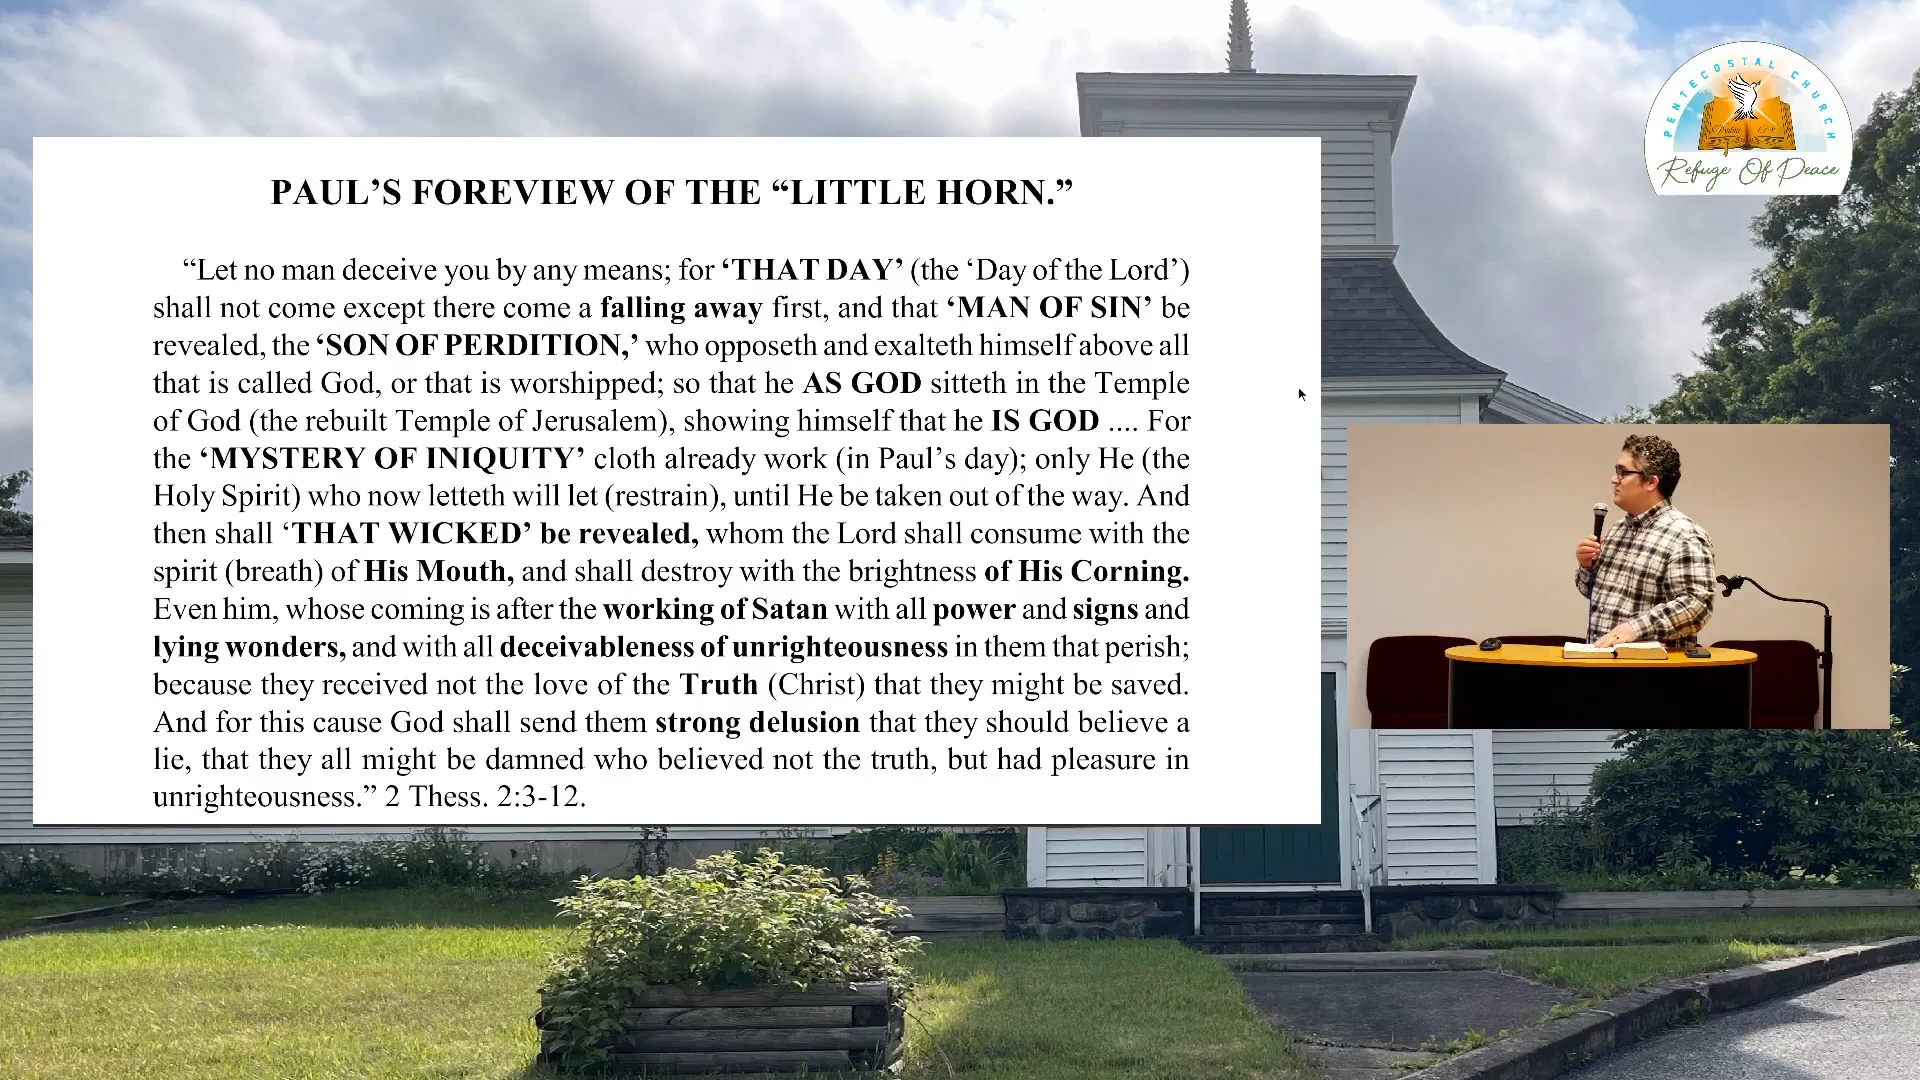 PENTECOSTAL CHURCH
Refuge Of Peace
PAUL’S FOREVIEW OF THE “LITTLE HORN.”
“Let no man deceive you by any means; for ‘THAT DAY’ (the ‘Day of the Lord’)
shall not come except there come a falling away first, and that ‘MAN OF SIN’ be
revealed, the ‘SON OF PERDITION,’ who opposeth and exalteth himself above all
that is called God, or that is worshipped; so that he AS GOD sitteth in the Temple
of God (the rebuilt Temple of Jerusalem), showing himself that he IS GOD .... For
the ‘MYSTERY OF INIQUITY’ cloth already work (in Paul’s day); only He (the
Holy Spirit) who now letteth will let (restrain), until He be taken out of the way. And
then shall ‘THAT WICKED’ be revealed, whom the Lord shall consume with the
spirit (breath) of His Mouth, and shall destroy with the brightness of His Corning.
Even him, whose coming is after the working of Satan with all power and signs and
lying wonders, and with all deceivableness of unrighteousness in them that perish;
because they received not the love of the Truth (Christ) that they might be saved.
And for this cause God shall send them strong delusion that they should believe a
lie, that they all might be damned who believed not the truth, but had pleasure in
unrighteousness.” 2 Thess. 2:3-12.